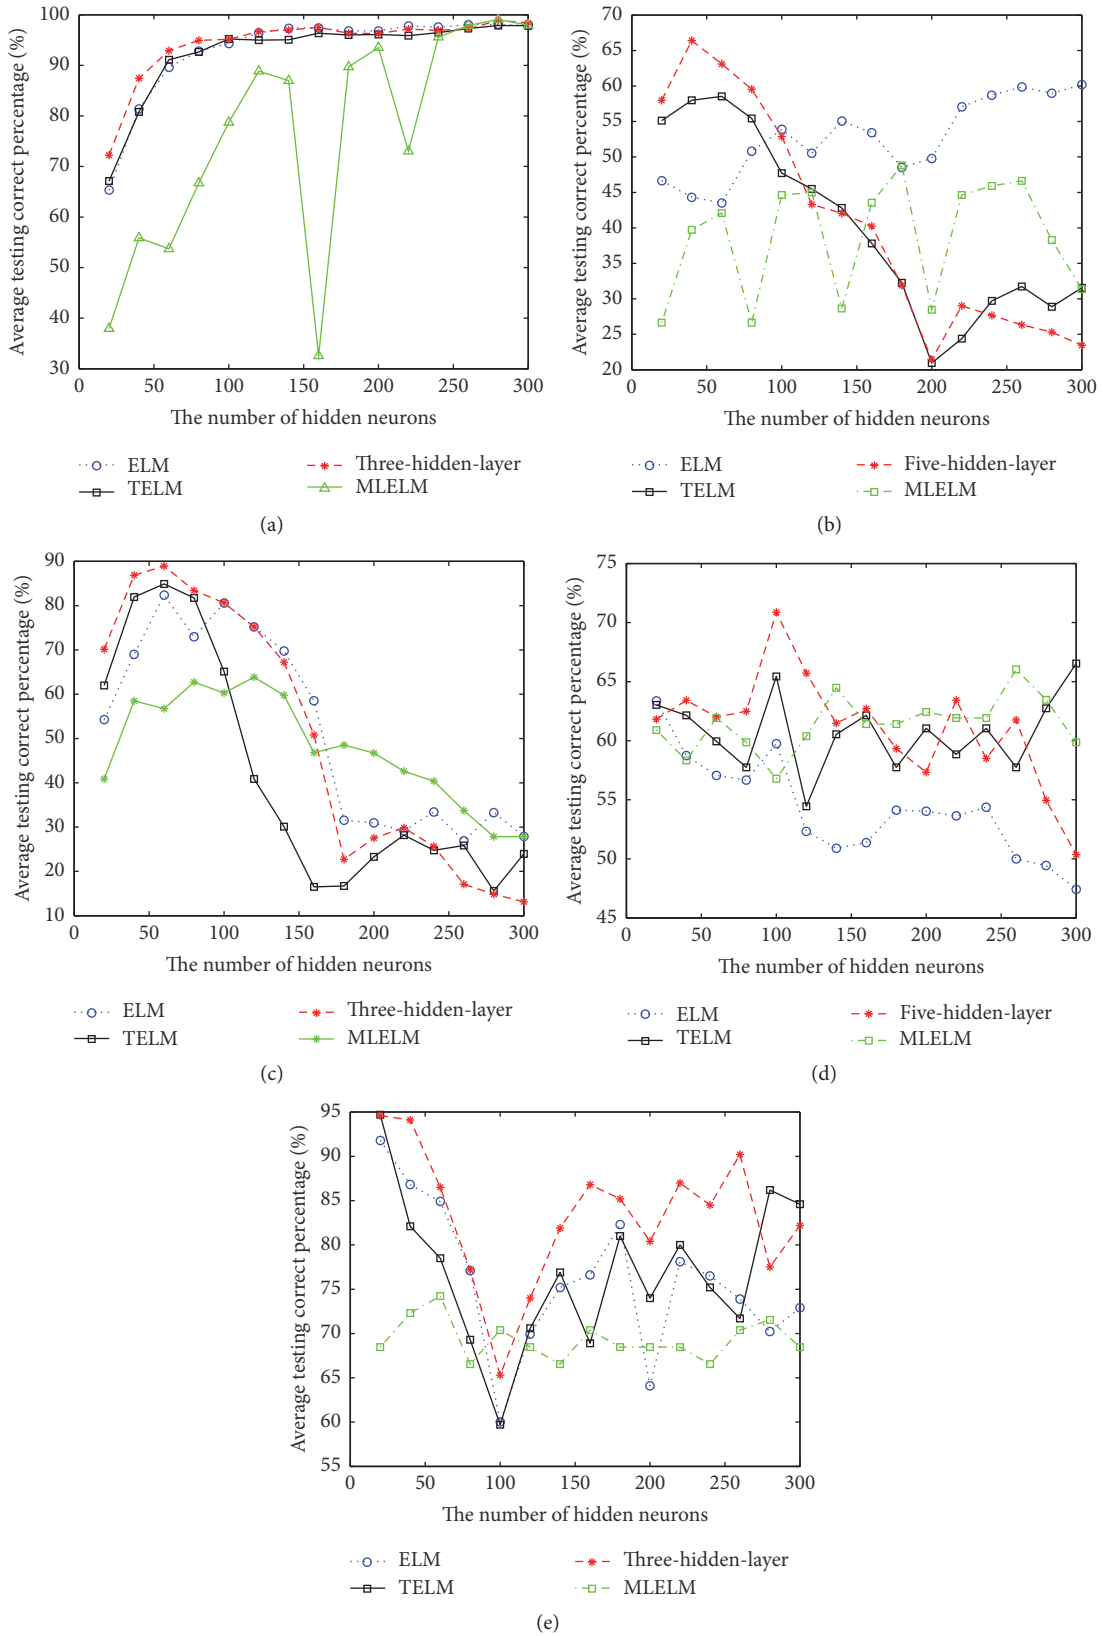 Average testing correct percentage (%)
100
90
80
70
60
50
40
30
0 50 100 150 200 250 300
The number of hidden neurons
ELM
TELM
Three-hidden-layer
MLELM
(a)
Average testing correct percentage (%)
70
65
60
55
50
45
40
35
30
25
20
0 50 100 150 200 250 300
The number of hidden neurons
ELM
TELM
Five-hidden-layer
MLELM
(b)
Average testing correct percentage (%)
90
80
70
60
50
40
30
20
10
0 50 100 150 200 250 300
The number of hidden neurons
ELM
TELM
Three-hidden-layer
MLELM
(c)
Average testing correct percentage (%)
75
70
65
60
55
50
45
0 50 100 150 200 250 300
The number of hidden neurons
ELM
TELM
Five-hidden-layer
MLELM
(d)
Average testing correct percentage (%)
95
90
85
80
75
70
65
60
55
0 50 100 150 200 250 300
The number of hidden neurons
ELM
TELM
Three-hidden-layer
MLELM
(e)